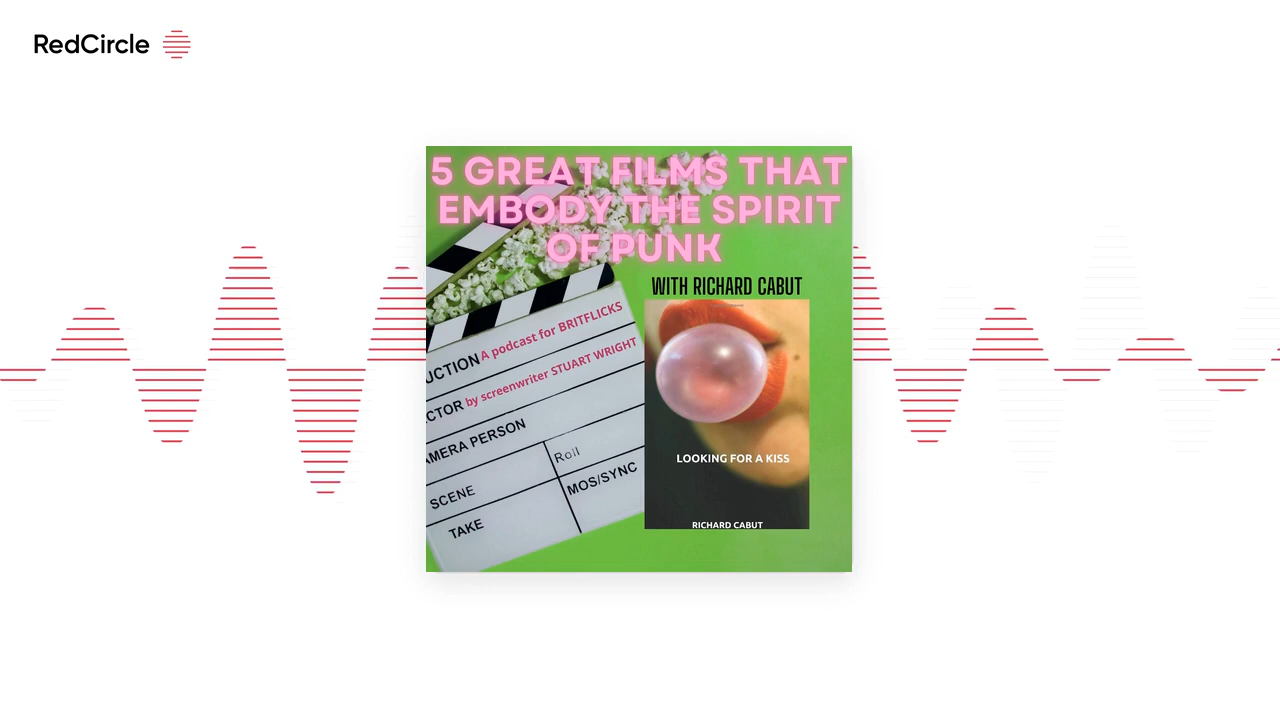 RedCircle
5 GREAT FILMS THAT
EMBODY THE SPIRIT
OF PUNK
WITH RICHARD CABUT
UCTION A podcast for BRITFLICKS
CTOR by screenwriter STUART WRIGHT
AMERA PERSON
Roll
SCENE
MOS/SYNC
TAKE
LOOKING FOR A KISS
RICHARD CABUT